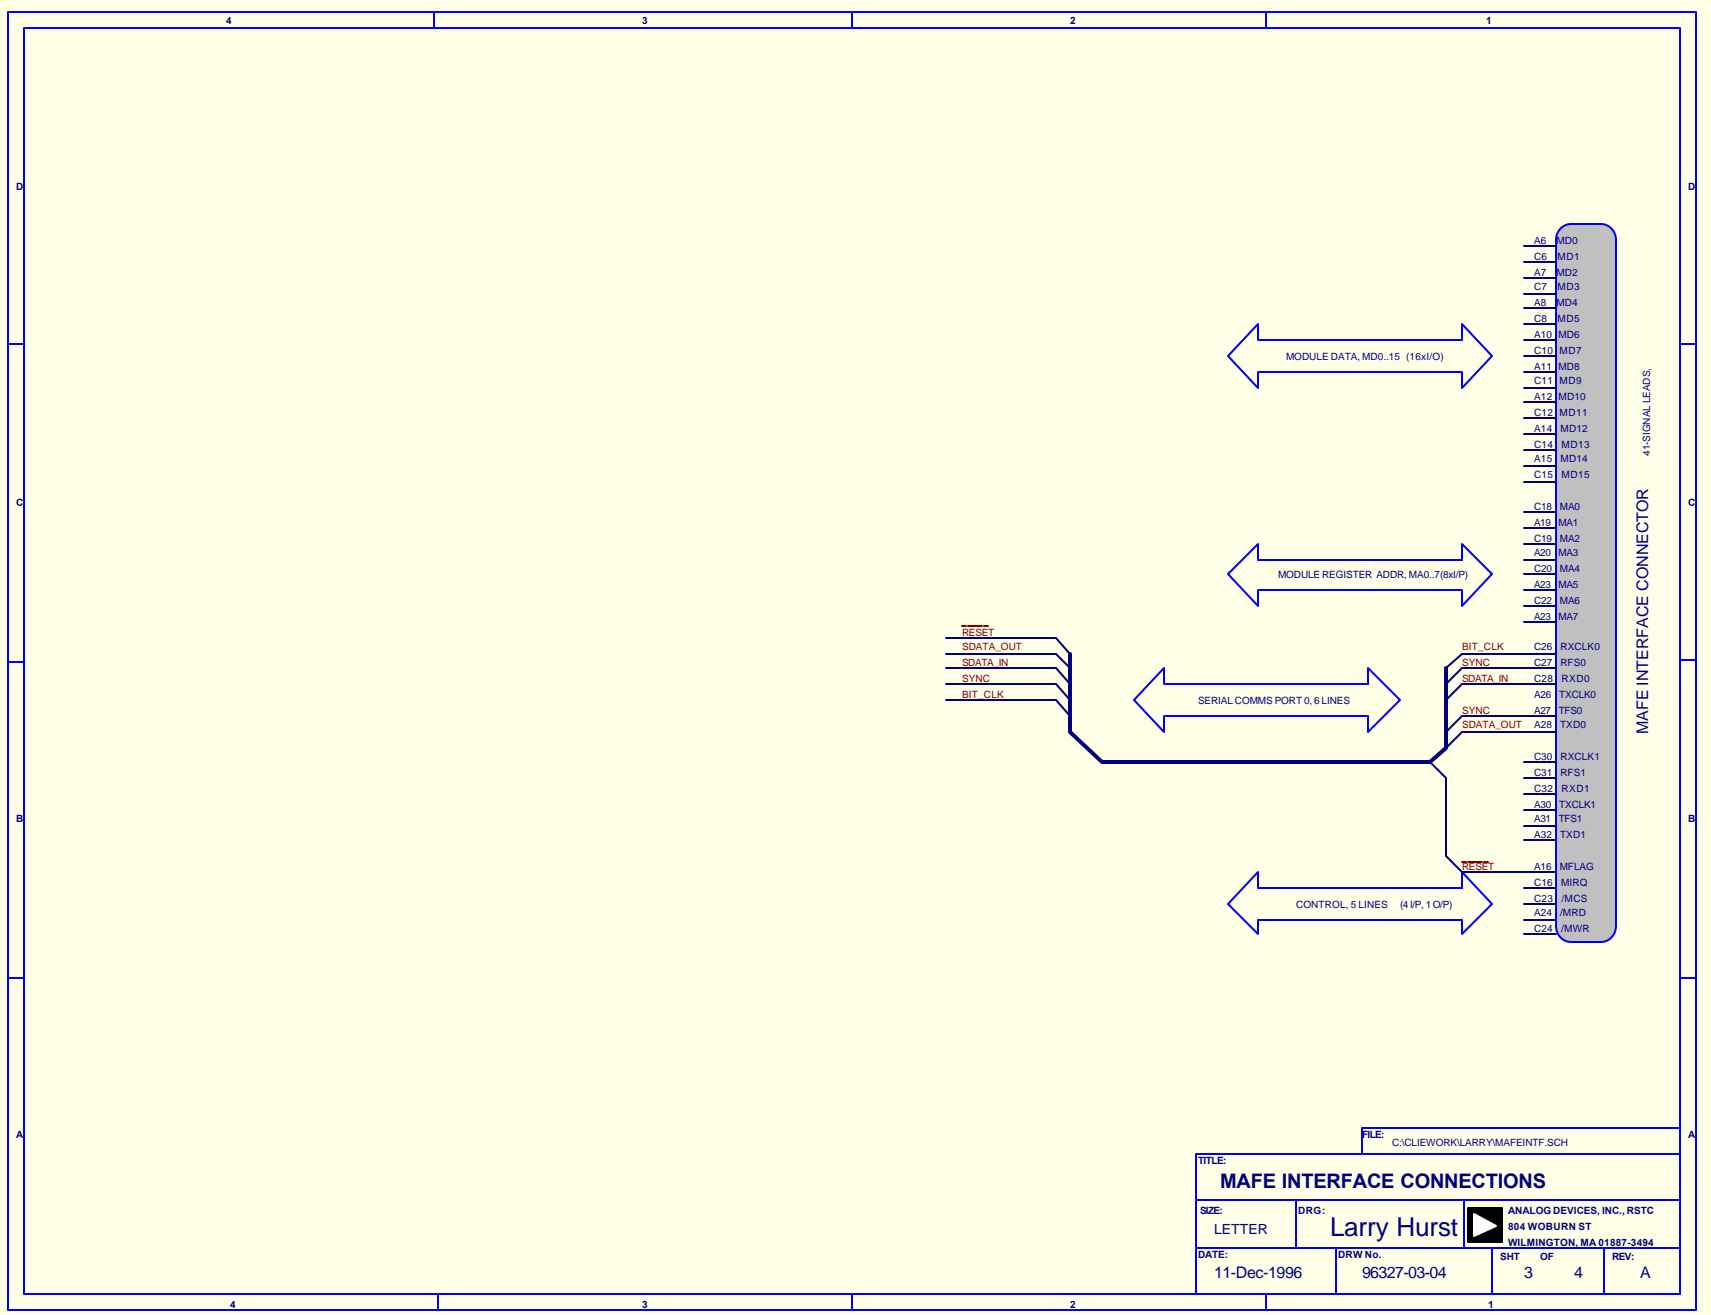 4 3 2 1
D D
A6 MD0
C6 MD1
A7 MD2
C7 MD3
A8 MD4
C8 MD5
A10 MD6
C10 MD7
A11 MD8
C11 MD9
A12 MD10
C12 MD11
A14 MD12
C14 MD13
A15 MD14
C15 MD15
MODULE DATA, MD0..15 (16xI/O)
41-SIGNAL LEADS,
MAFE INTERFACE CONNECTOR
C C
C18 MA0
A19 MA1
C19 MA2
A20 MA3
C20 MA4
A23 MA5
C22 MA6
A23 MA7
MODULE REGISTER ADDR, MA0..7(8xI/P)
RESET
SDATA_OUT
SDATA_IN
SYNC
BIT_CLK
SERIAL COMMS PORT 0, 6 LINES
BIT_CLK C26 RXCLK0
SYNC C27 RFS0
SDATA_IN C28 RXD0
A26 TXCLK0
SYNC A27 TFS0
SDATA_OUT A28 TXD0
C30 RXCLK1
C31 RFS1
C32 RXD1
A30 TXCLK1
A31 TFS1
A32 TXD1
B B
RESET A16 MFLAG
C16 MIRQ
C23 /MCS
A24 /MRD
C24 /MWR
CONTROL, 5 LINES (4 I/P, 1 O/P)
A A
FILE: C:\CLIEWORK\LARRY\MAFEINTF.SCH
TITLE:
MAFE INTERFACE CONNECTIONS
SIZE: LETTER
DRG: Larry Hurst
ANALOG DEVICES, INC., RSTC
804 WOBURN ST
WILMINGTON, MA 01887-3494
DATE: 11-Dec-1996
DRW No. 96327-03-04
SHT OF
3 4
REV: A
4 3 2 1